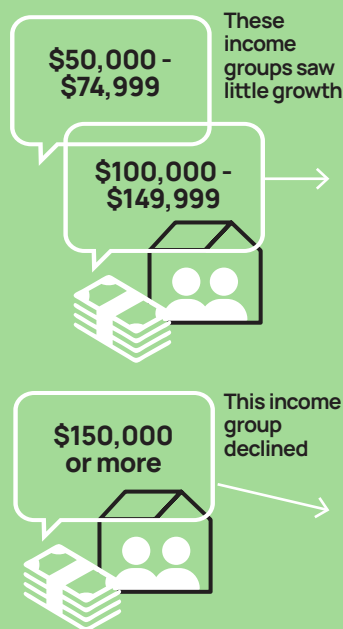 These
income
groups saw
little growth
$50,000 -
$74,999
$100,000 -
$149,999
This income
group
declined
$150,000
or more